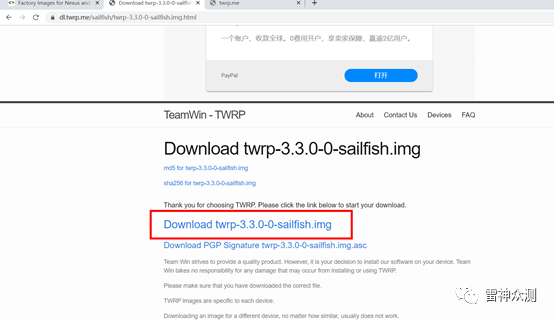 Factory Images for Nexus and
Download twrp-3.3.0-0-sailfish
twrp.me
dl.twrp.me/sailfish/twrp-3.3.0-0-sailfish.img.html
一个账户，收款全球。0费用开户，享卖家保障，赢逾2亿用户。
PayPal
打开
TeamWin - TWRP
About
Contact Us
Devices
FAQ
Download twrp-3.3.0-0-sailfish.img
md5 for twrp-3.3.0-0-sailfish.img
sha256 for twrp-3.3.0-0-sailfish.img
Thank you for choosing TWRP. Please click the link below to start your download.
Download twrp-3.3.0-0-sailfish.img
Download PGP Signature twrp-3.3.0-0-sailfish.img.asc
Team Win strives to provide a quality product. However, it is your decision to install our software on your device. Team
Win takes no responsibility for any damage that may occur from installing or using TWRP.
Please make sure that you have downloaded the correct file.
TWRP images are specific to each device.
Downloading an image for a different device, no matter how similar, usually does not work.
雷神众测